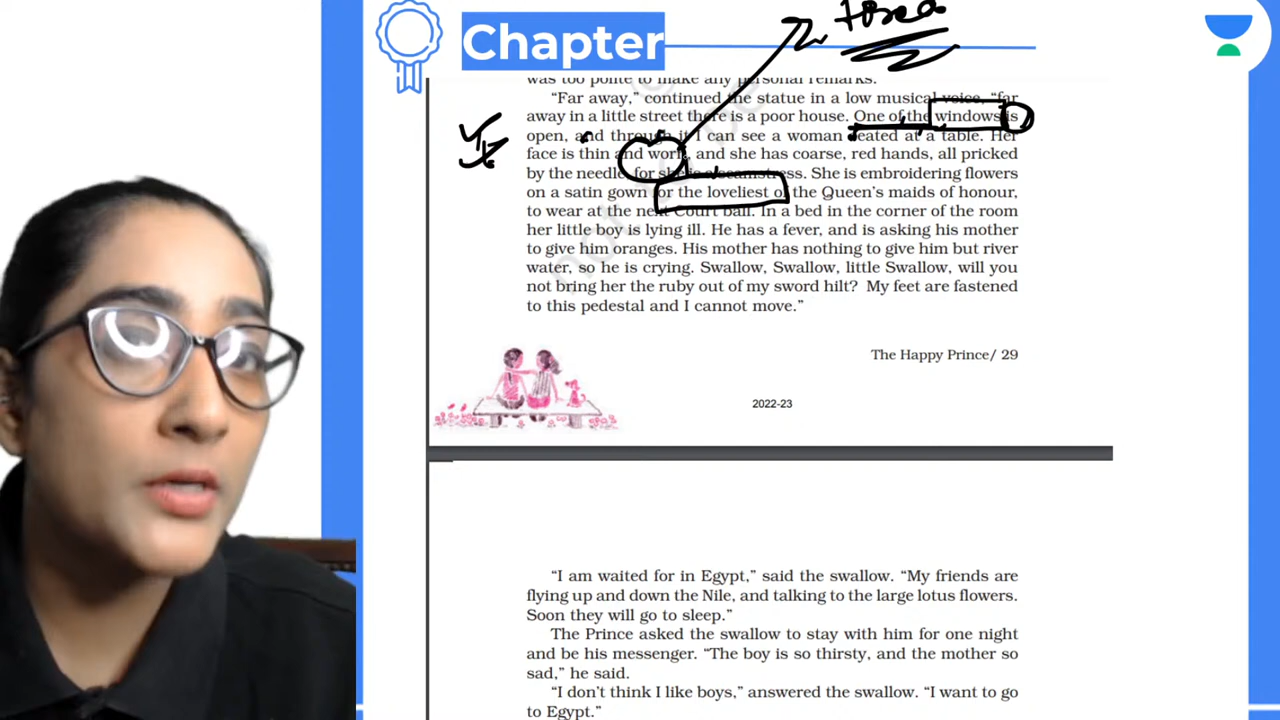 tired
Chapter
was too polite to make any personal remarks.
“Far away,” continued the statue in a low musical voice, “far
away in a little street there is a poor house. One of the windows is
open, and through it I can see a woman seated at a table. Her
face is thin and worn, and she has coarse, red hands, all pricked
by the needle, for she is a seamstress. She is embroidering flowers
on a satin gown for the loveliest of the Queen’s maids of honour,
to wear at the next Court ball. In a bed in the corner of the room
her little boy is lying ill. He has a fever, and is asking his mother
to give him oranges. His mother has nothing to give him but river
water, so he is crying. Swallow, Swallow, little Swallow, will you
not bring her the ruby out of my sword hilt? My feet are fastened
to this pedestal and I cannot move.”
The Happy Prince/ 29
2022-23
“I am waited for in Egypt,” said the swallow. “My friends are
flying up and down the Nile, and talking to the large lotus flowers.
Soon they will go to sleep.”
The Prince asked the swallow to stay with him for one night
and be his messenger. “The boy is so thirsty, and the mother so
sad,” he said.
“I don’t think I like boys,” answered the swallow. “I want to go
to Egypt.”